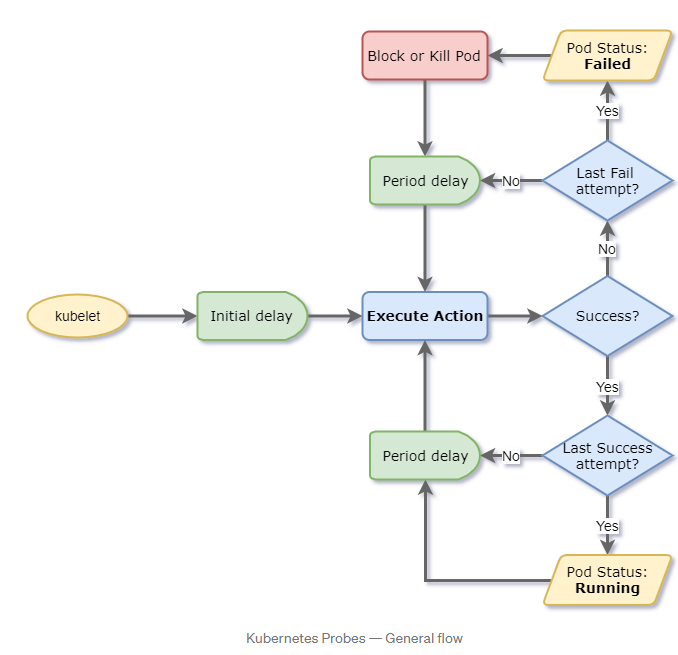 Block or Kill Pod
Pod Status:
Failed
Yes
Period delay
No
Last Fail
attempt?
No
kubelet
Initial delay
Execute Action
Success?
Yes
Period delay
No
Last Success
attempt?
Yes
Pod Status:
Running
Kubernetes Probes — General flow